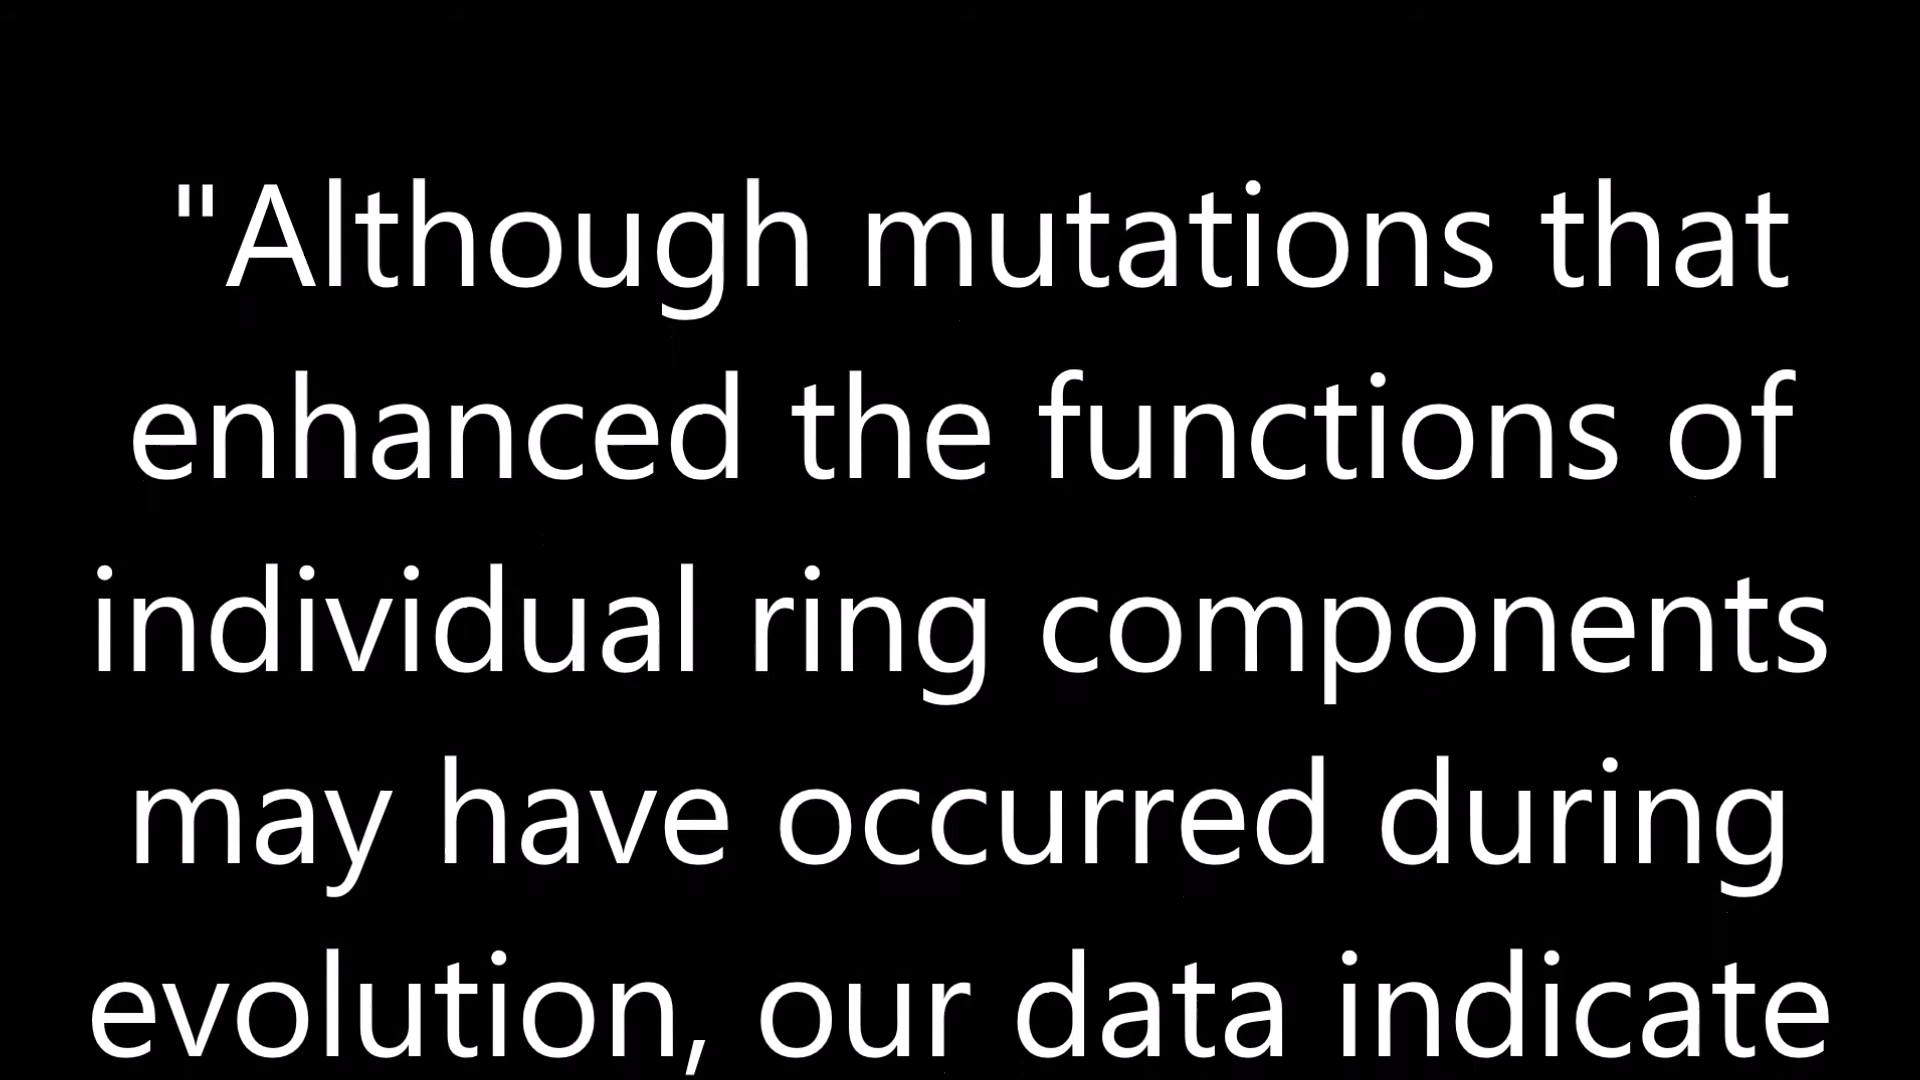 "Although mutations that
enhanced the functions of
individual ring components
may have occurred during
evolution, our data indicate